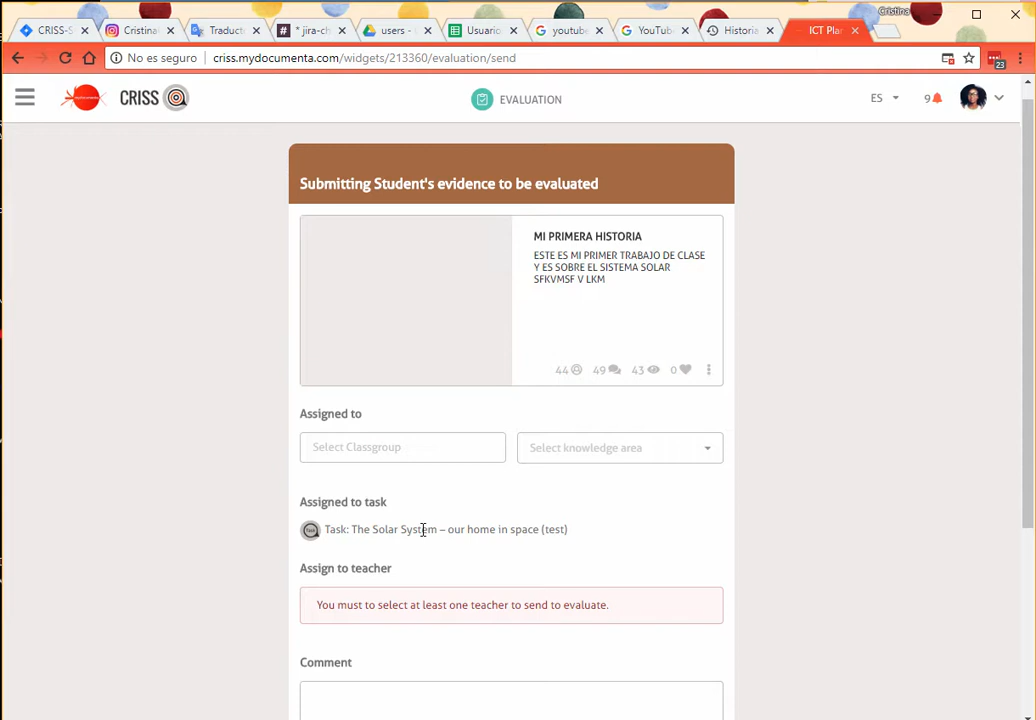 Cristina
CRISS-S
Cristinal
Traduct
* jira-ch
users -
Usuario
youtube
YouTub
Historia
ICT Plan
No es seguro
criss.mydocumenta.com/widgets/213360/evaluation/send
23
CRISS
EVALUATION
ES
9
Submitting Student's evidence to be evaluated
MI PRIMERA HISTORIA
ESTE ES MI PRIMER TRABAJO DE CLASE
Y ES SOBRE EL SISTEMA SOLAR
SFKVMSF V LKM
44 49 43 0
Assigned to
Select Classgroup
Select knowledge area
Assigned to task
Task: The Solar System – our home in space (test)
Assign to teacher
You must to select at least one teacher to send to evaluate.
Comment